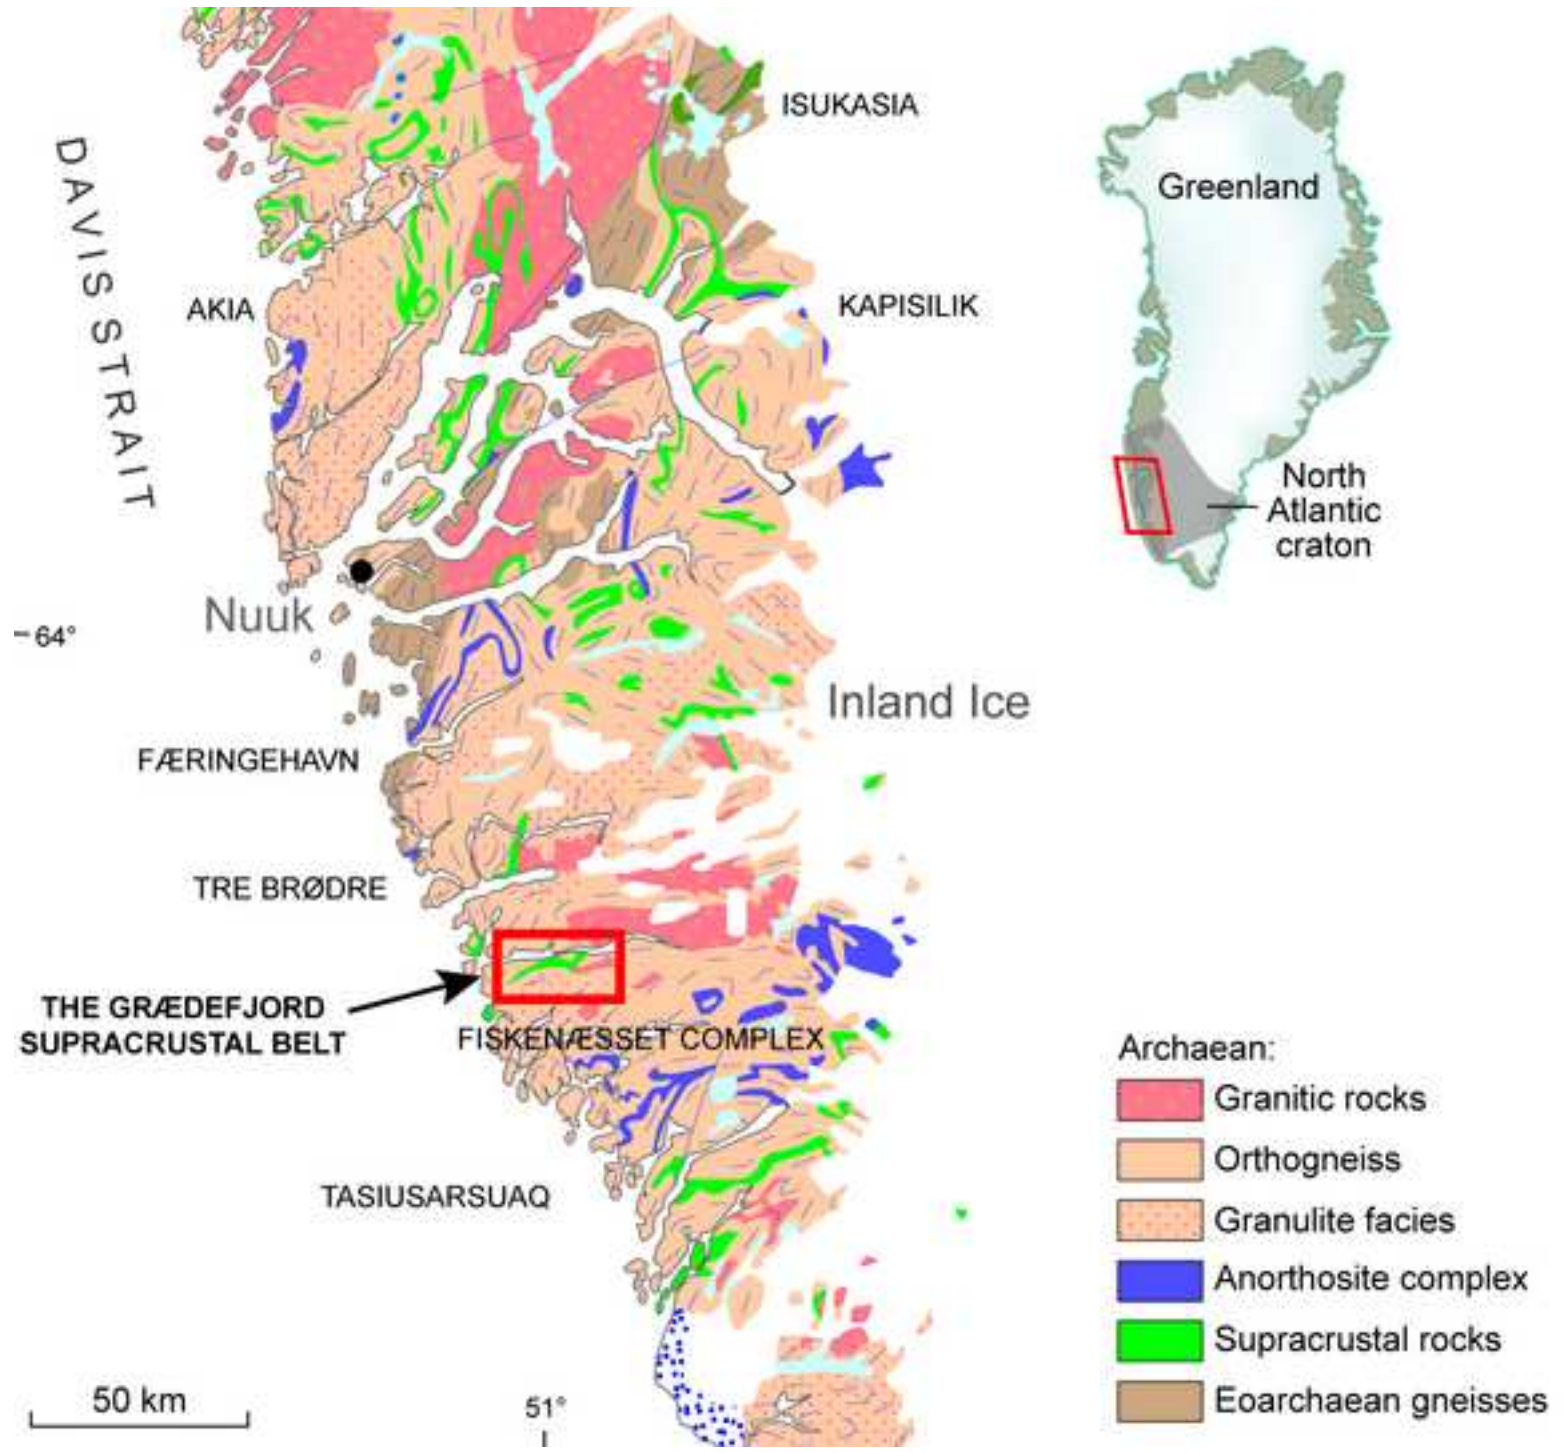 ISUKASIA
DAVIS STRAIT
AKIA
KAPISILIK
Nuuk
64°
Inland Ice
FÆRINGEHAVN
TRE BRØDRE
THE GRÆDEFJORD
SUPRACRUSTAL BELT
FISKENÆSSET COMPLEX
TASIUSARSUAQ
50 km
51°
Greenland
North
Atlantic
craton
Archaean:
Granitic rocks
Orthogneiss
Granulite facies
Anorthosite complex
Supracrustal rocks
Eoarchaean gneisses